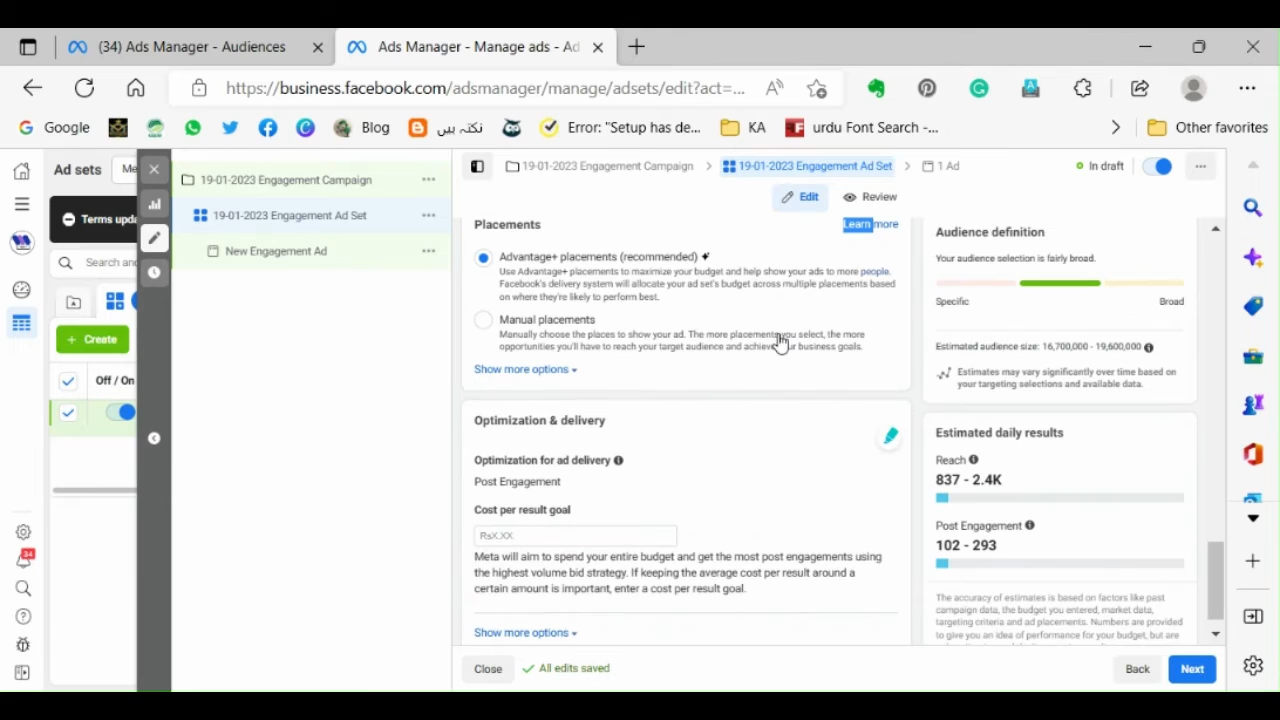 (34) Ads Manager - Audiences
Ads Manager - Manage ads - Ad
https://business.facebook.com/adsmanager/manage/adsets/edit?act=...
Google
Blog
نکتہ بیں
Error: "Setup has de...
KA
urdu Font Search -...
Other favorites
Ad sets
Me
Terms upda
Search and
+ Create
Off / On
34
19-01-2023 Engagement Campaign
19-01-2023 Engagement Ad Set
New Engagement Ad
19-01-2023 Engagement Campaign > 19-01-2023 Engagement Ad Set > 1 Ad
In draft
Edit
Review
Placements
Learn more
Advantage+ placements (recommended)
Use Advantage+ placements to maximize your budget and help show your ads to more people.
Facebook's delivery system will allocate your ad set's budget across multiple placements based
on where they're likely to perform best.
Manual placements
Manually choose the places to show your ad. The more placements you select, the more
opportunities you'll have to reach your target audience and achieve your business goals.
Show more options
Optimization & delivery
Optimization for ad delivery
Post Engagement
Cost per result goal
RsX.XX
Meta will aim to spend your entire budget and get the most post engagements using
the highest volume bid strategy. If keeping the average cost per result around a
certain amount is important, enter a cost per result goal.
Show more options
Close
All edits saved
Back
Next
Audience definition
Your audience selection is fairly broad.
Specific
Broad
Estimated audience size: 16,700,000 - 19,600,000
Estimates may vary significantly over time based on
your targeting selections and available data.
Estimated daily results
Reach
837 - 2.4K
Post Engagement
102 - 293
The accuracy of estimates is based on factors like past
campaign data, the budget you entered, market data,
targeting criteria and ad placements. Numbers are provided
to give you an idea of performance for your budget, but are